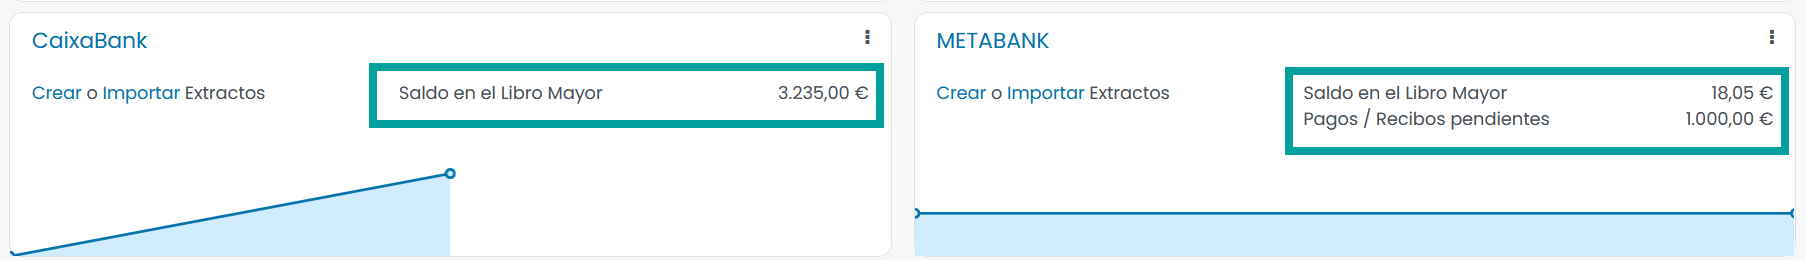 CaixaBank
Crear o Importar Extractos
Saldo en el Libro Mayor 3.235,00 €
METABANK
Crear o Importar Extractos
Saldo en el Libro Mayor 18,05 €
Pagos / Recibos pendientes 1.000,00 €